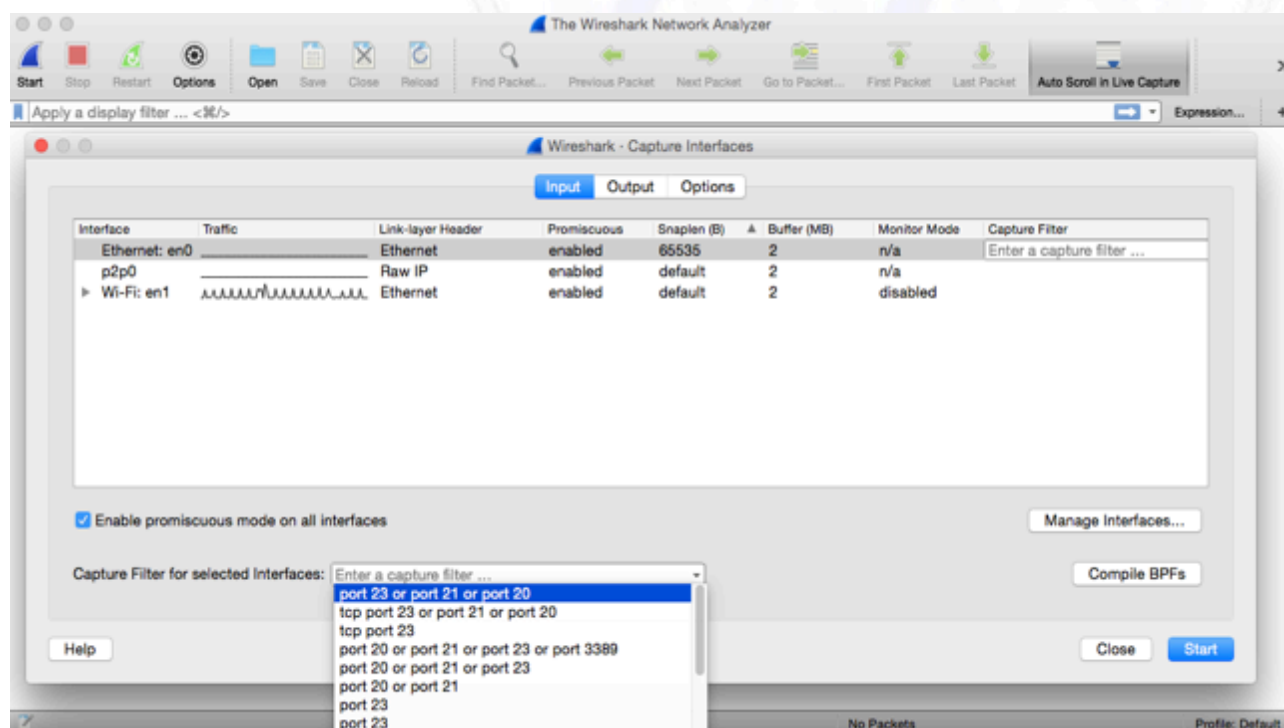 The Wireshark Network Analyzer
Start Stop Restart Options Open Save Close Reload Find Packet... Previous Packet Next Packet Go to Packet... First Packet Last Packet Auto Scroll in Live Capture
Apply a display filter ... <⌘/> Expression... +
Wireshark - Capture Interfaces
Input Output Options
Interface Traffic Link-layer Header Promiscuous Snaplen (B) Buffer (MB) Monitor Mode Capture Filter
Ethernet: en0 Ethernet enabled 65535 2 n/a Enter a capture filter ...
p2p0 Raw IP enabled default 2 n/a
Wi-Fi: en1 Ethernet enabled default 2 disabled
Enable promiscuous mode on all interfaces Manage Interfaces...
Capture Filter for selected Interfaces: Enter a capture filter ... Compile BPFs
port 23 or port 21 or port 20
tcp port 23 or port 21 or port 20
tcp port 23
port 20 or port 21 or port 23 or port 3389
port 20 or port 21 or port 23
port 20 or port 21
port 23
port 23
Help Close Start
No Packets Profile: Default